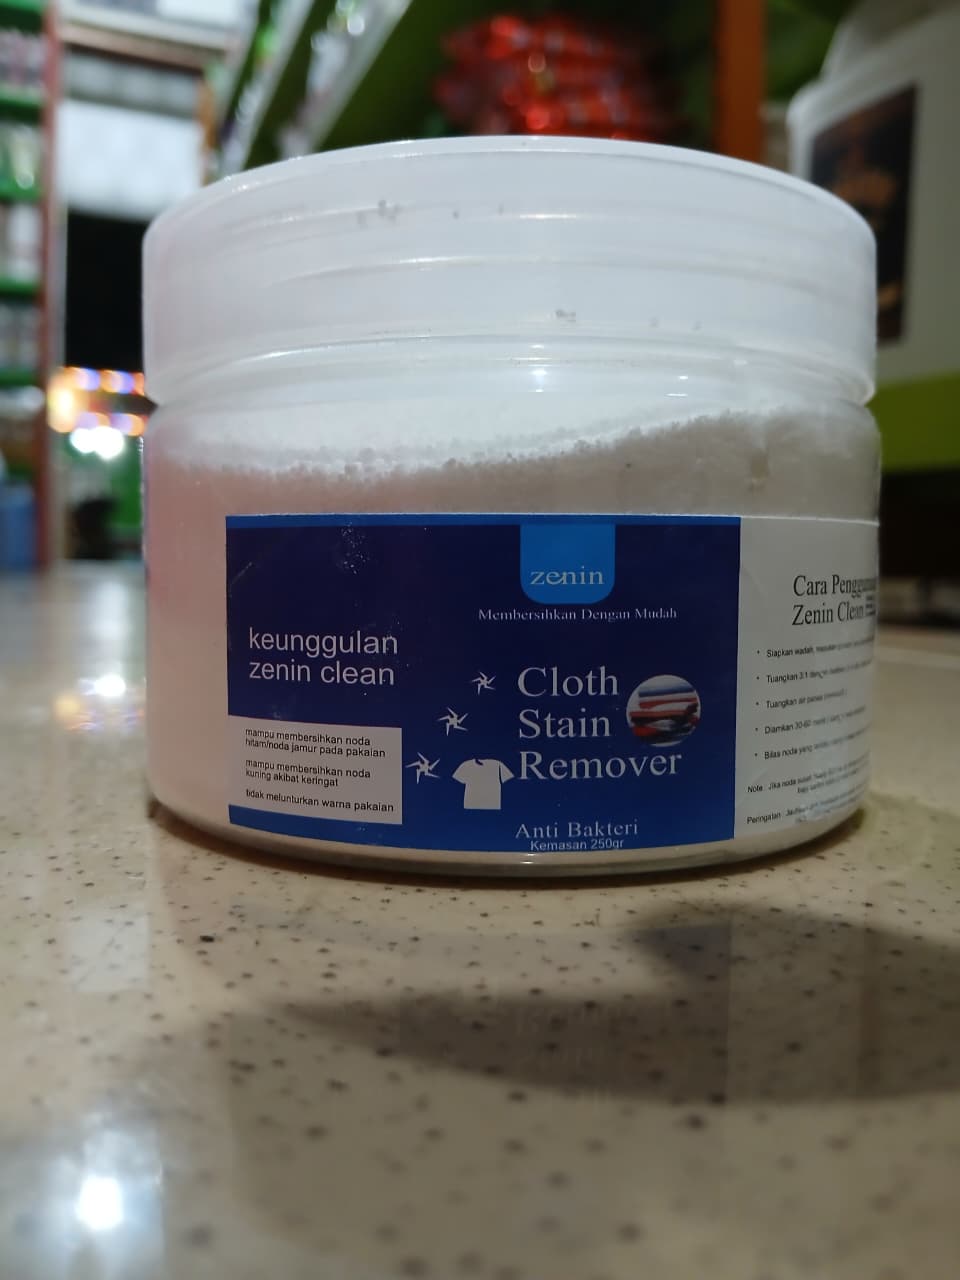 zenin
Membersihkan Dengan Mudah
keunggulan
zenin clean
mampu membersihkan noda
hitam/noda jamur pada pakaian
mampu membersihkan noda
kuning akibat keringat
tidak melunturkan warna pakaian
Cloth
Stain
Remover
Anti Bakteri
Kemasan 250gr
Cara
Zenin Clean
• Siapkan wadah,
• Tuangkan 3:1
• Tuangkan air panas
• Diamkan 30-60
• Bilas noda yang
Note : Jika noda
Peringatan :